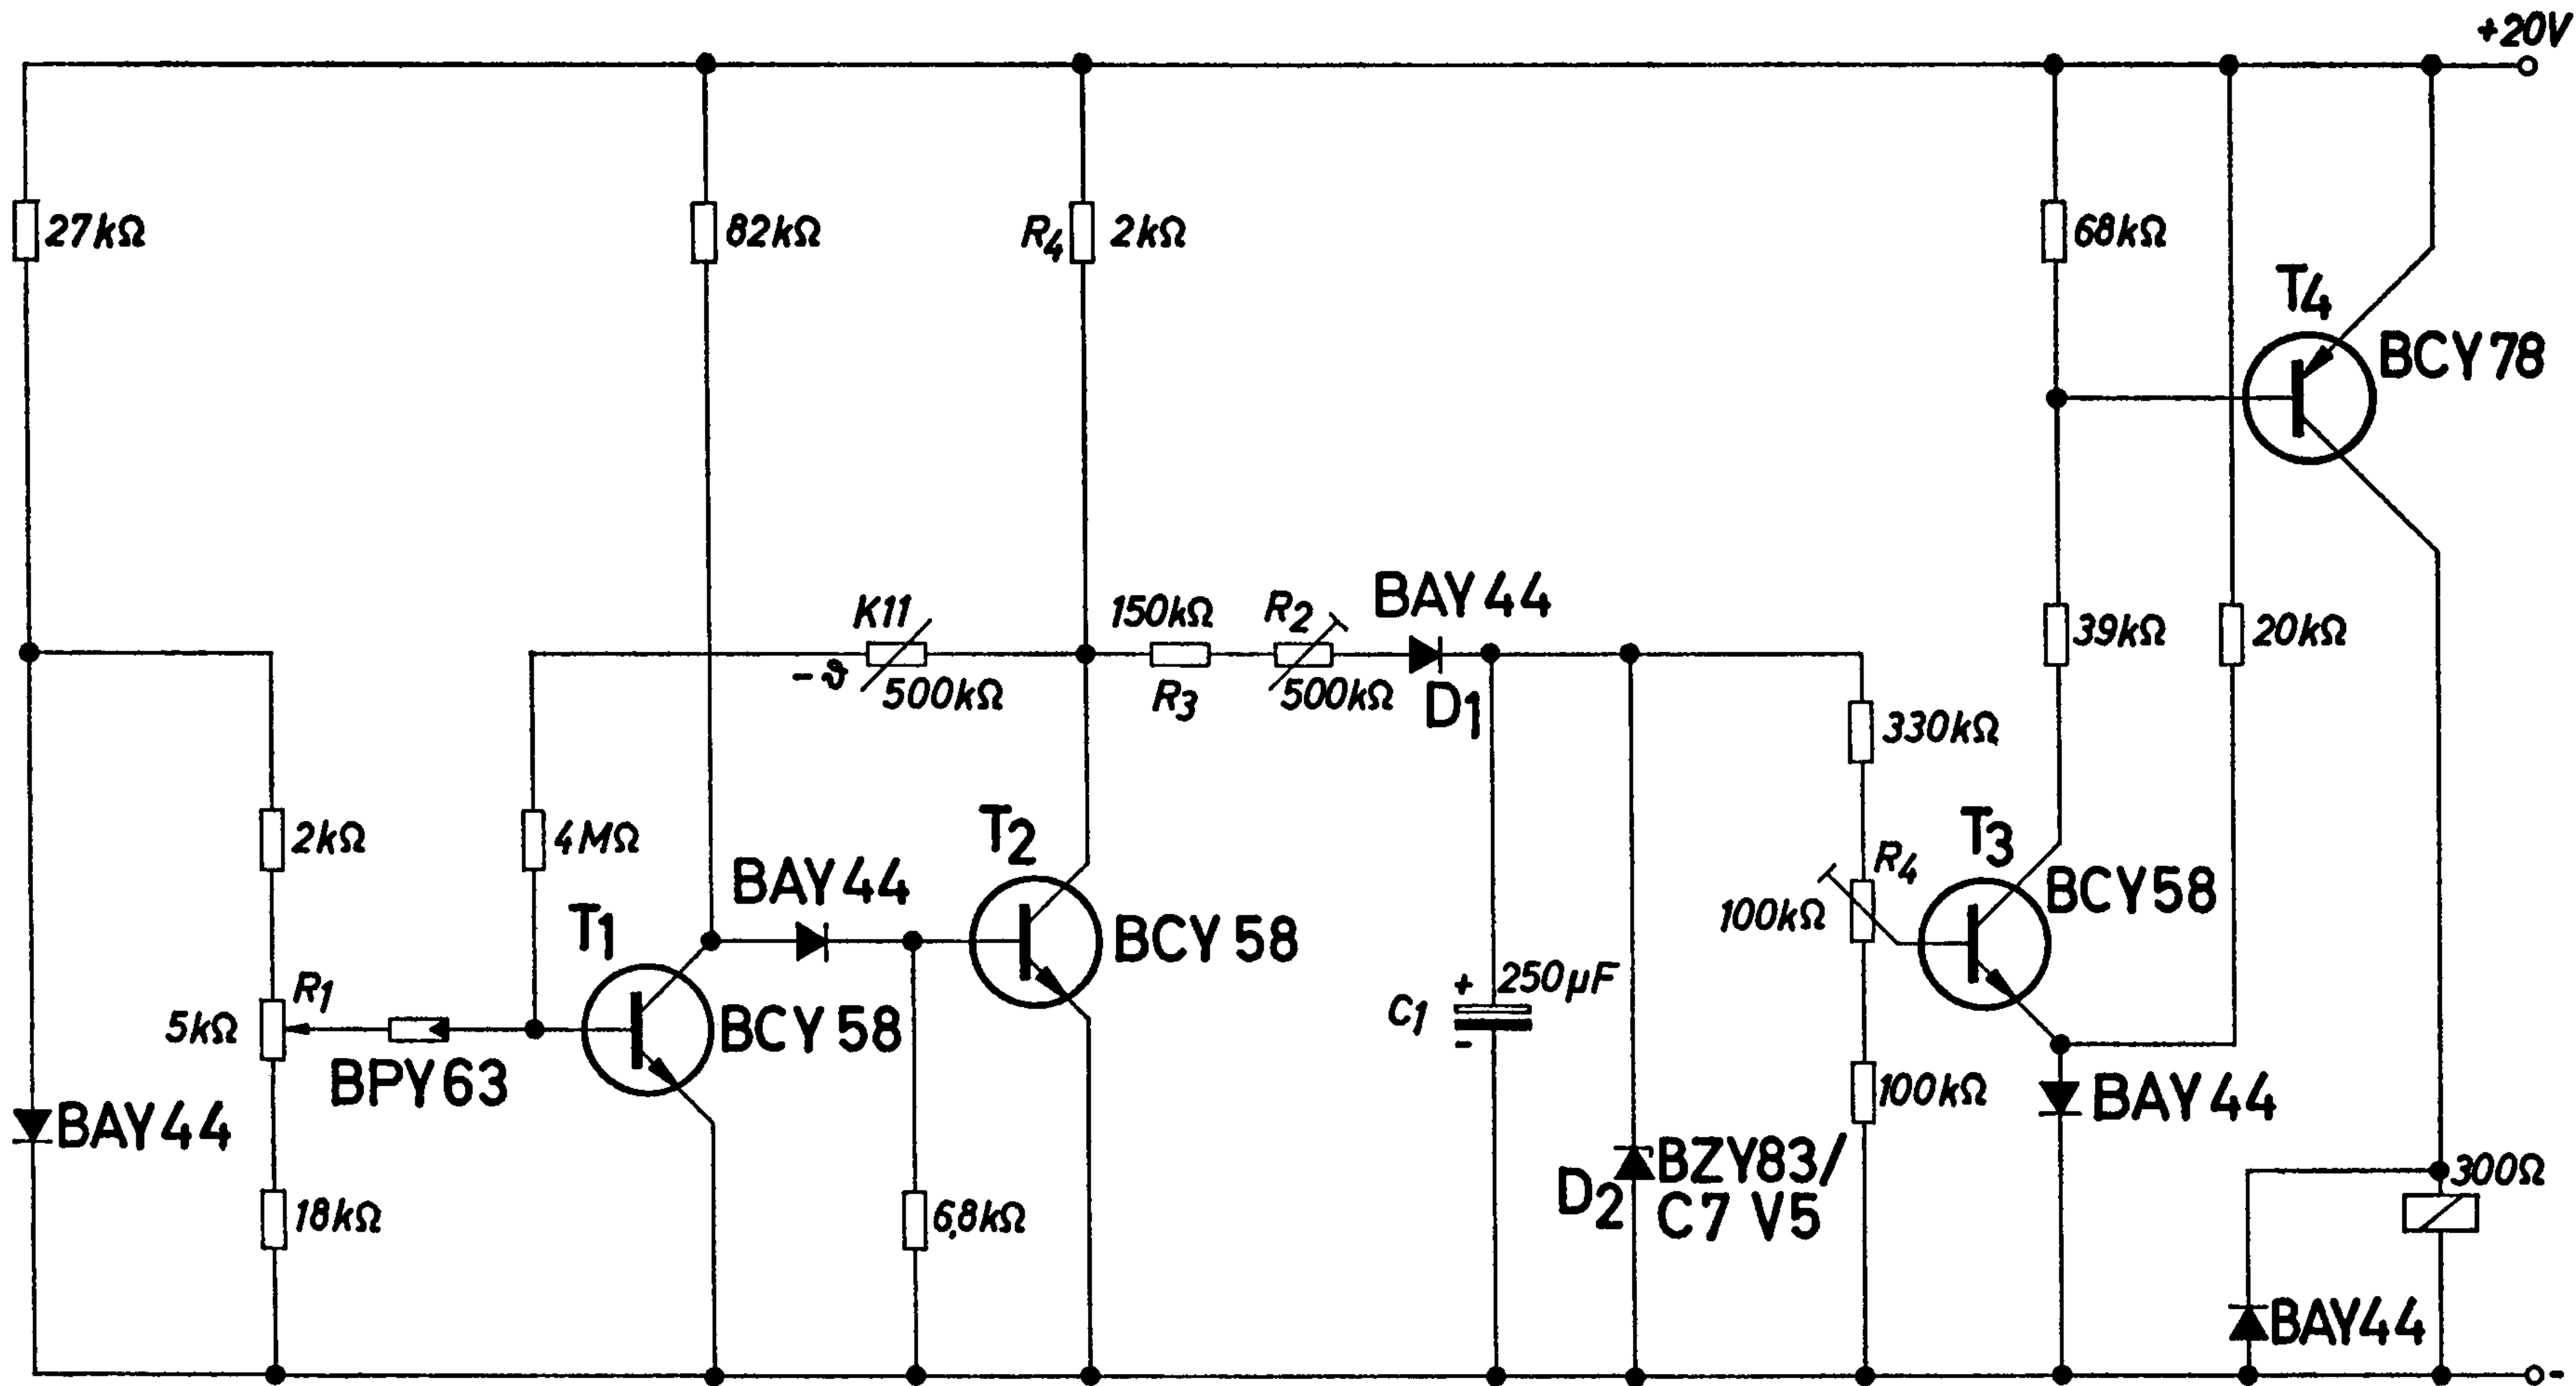 +20V
27kΩ
82kΩ
R4 2kΩ
68kΩ
T4
BCY78
K11
-ϑ
500kΩ
150kΩ
R3
R2
500kΩ
BAY44
D1
39kΩ
20kΩ
330kΩ
2kΩ
4MΩ
T2
BAY44
BCY58
T3
R4
100kΩ
BCY58
T1
BCY58
R1
5kΩ
BPY63
+
250µF
C1
-
100kΩ
BAY44
BAY44
D2
BZY83/
C7 V5
300Ω
18kΩ
6,8kΩ
BAY44
-